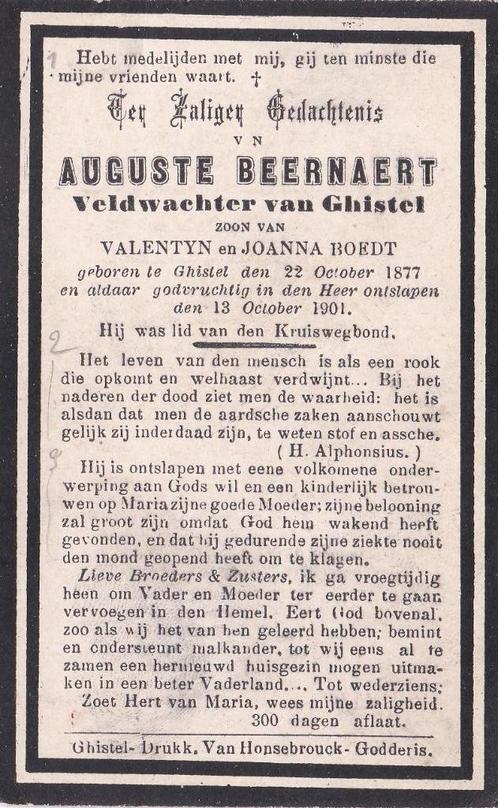 Hebt medelijden met mij, gij ten minste die
mijne vrienden waart. †
Ter Zaliger Gedachtenis
VN
AUGUSTE BEERNAERT
Veldwachter van Ghistel
ZOON VAN
VALENTYN en JOANNA BOEDT
geboren te Ghistel den 22 October 1877
en aldaar godvruchtig in den Heer ontslapen
den 13 October 1901.
Hij was lid van den Kruiswegbond.
Het leven van den mensch is als een rook
die opkomt en welhaast verdwijnt... Bij het
naderen der dood ziet men de waarheid: het is
alsdan dat men de aardsche zaken aanschouwt
gelijk zij inderdaad zijn, te weten stof en assche.
( H. Alphonsius. )
Hij is ontslapen met eene volkomene onder-
werping aan Gods wil en een kinderlijk betrou-
wen op Maria zijne goede Moeder; zijne belooning
zal groot zijn omdat God hem wakend heeft
gevonden, en dat hij gedurende zijne ziekte nooit
den mond geopend heeft om te klagen.
Lieve Broeders & Zusters, ik ga vroegtijdig
heen om Vader en Moeder ter eerder te gaan
vervoegen in den Hemel. Eert God bovenal,
zoo als wij het van hen geleerd hebben; bemint
en ondersteunt malkander, tot wij eens al te
zamen een hernieuwd huisgezin mogen uitma-
ken in een beter Vaderland.... Tot wederziens;
Zoet Hert van Maria, wees mijne zaligheid.
300 dagen aflaat.
Ghistel- Drukk. Van Honsebrouck- Godderis.